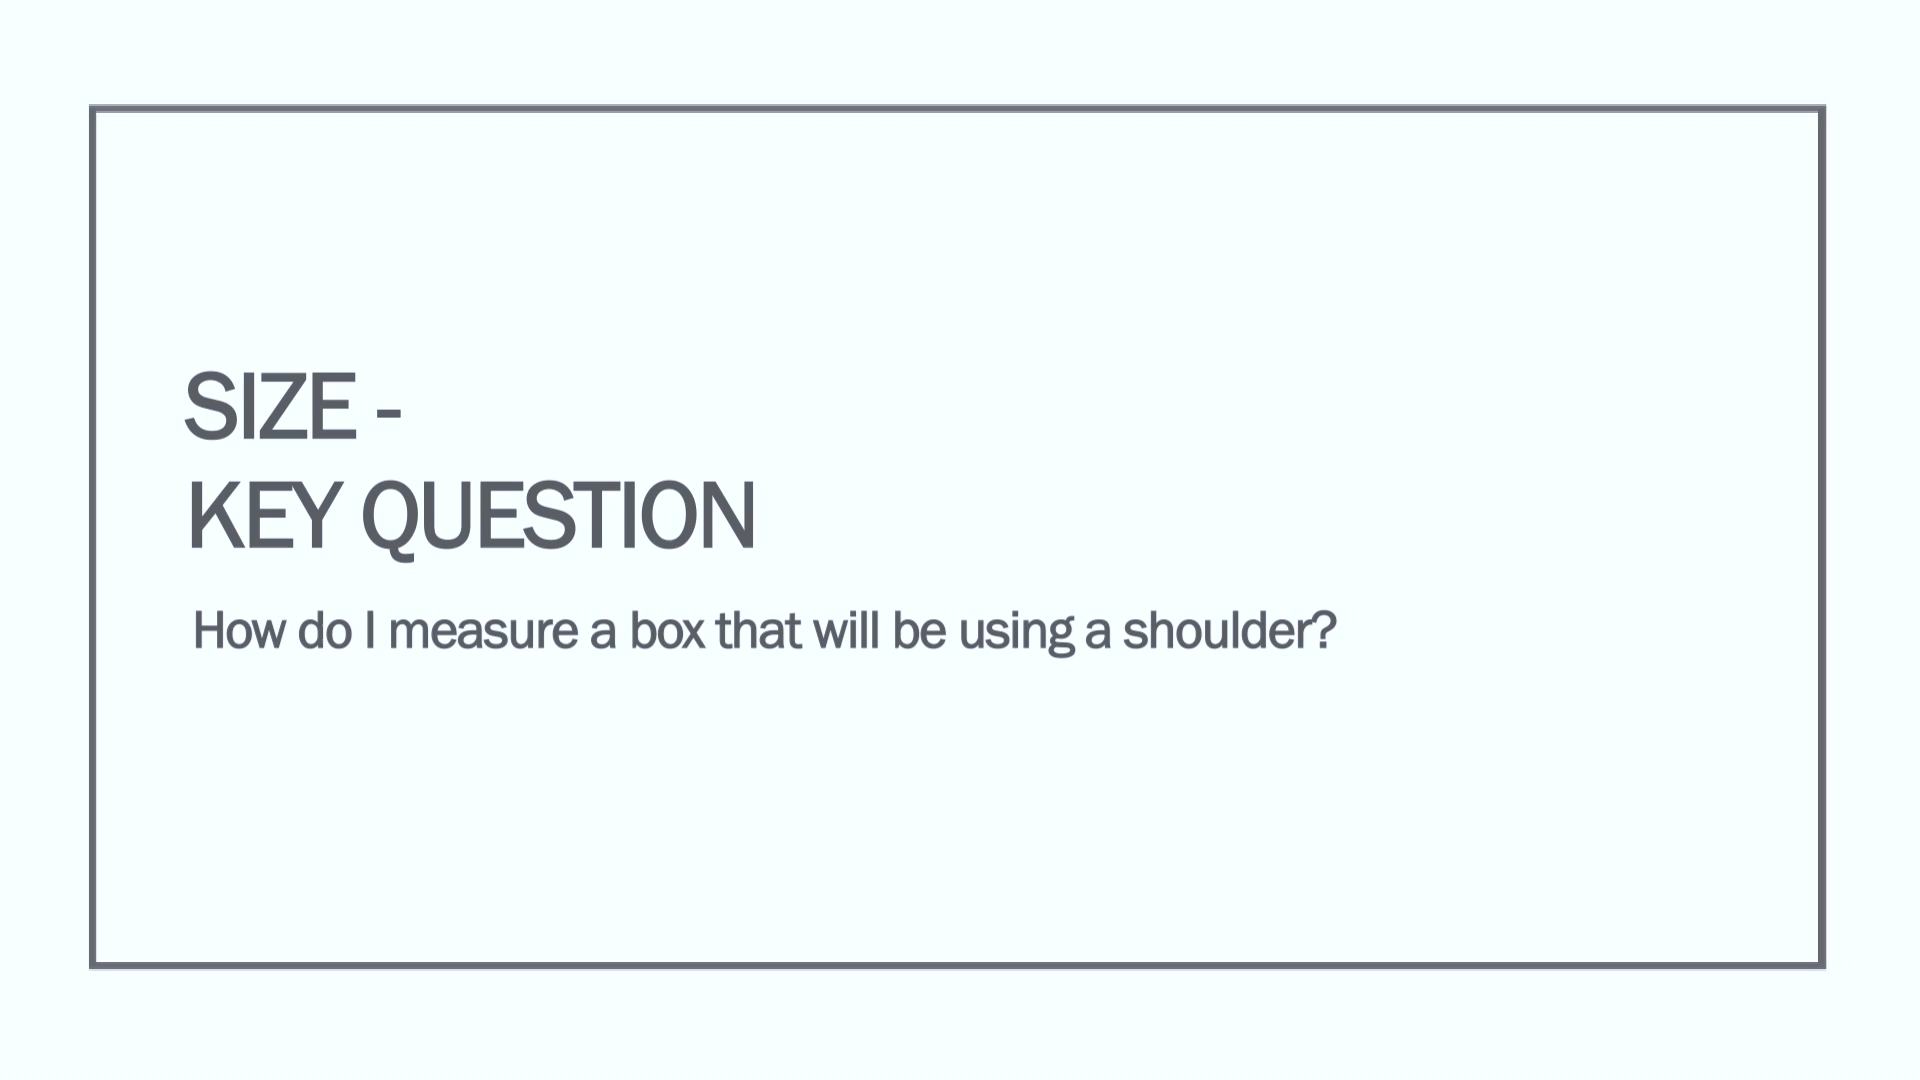 SIZE -
KEY QUESTION
How do I measure a box that will be using a shoulder?